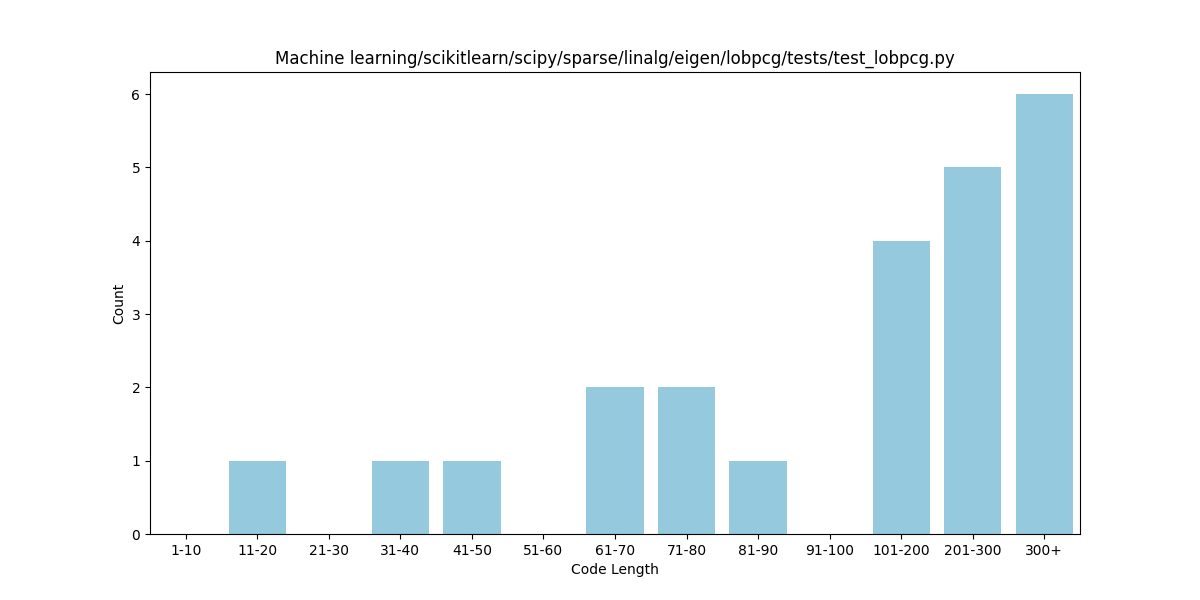 Machine learning/scikitlearn/scipy/sparse/linalg/eigen/lobpcg/tests/test_lobpcg.py
6
5
4
3
2
1
0
Count
1-10 11-20 21-30 31-40 41-50 51-60 61-70 71-80 81-90 91-100 101-200 201-300 300+
Code Length